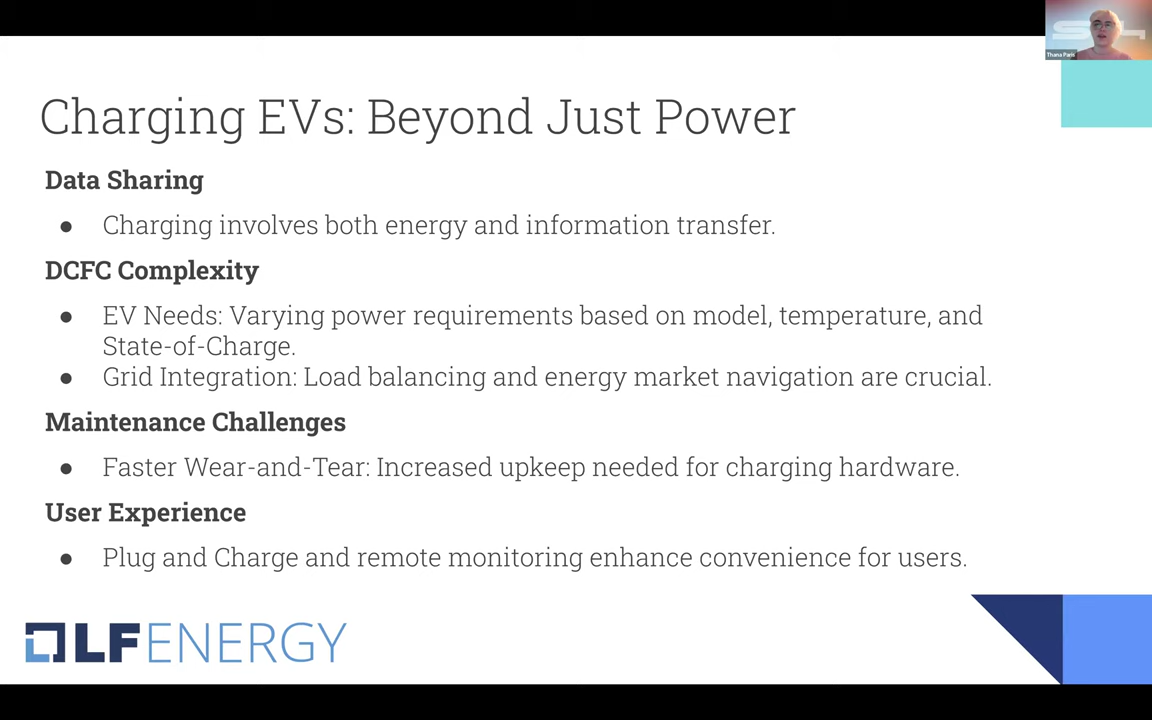 Thana Paris
Charging EVs: Beyond Just Power
Data Sharing
● Charging involves both energy and information transfer.
DCFC Complexity
● EV Needs: Varying power requirements based on model, temperature, and
State-of-Charge.
● Grid Integration: Load balancing and energy market navigation are crucial.
Maintenance Challenges
● Faster Wear-and-Tear: Increased upkeep needed for charging hardware.
User Experience
● Plug and Charge and remote monitoring enhance convenience for users.
LFENERGY